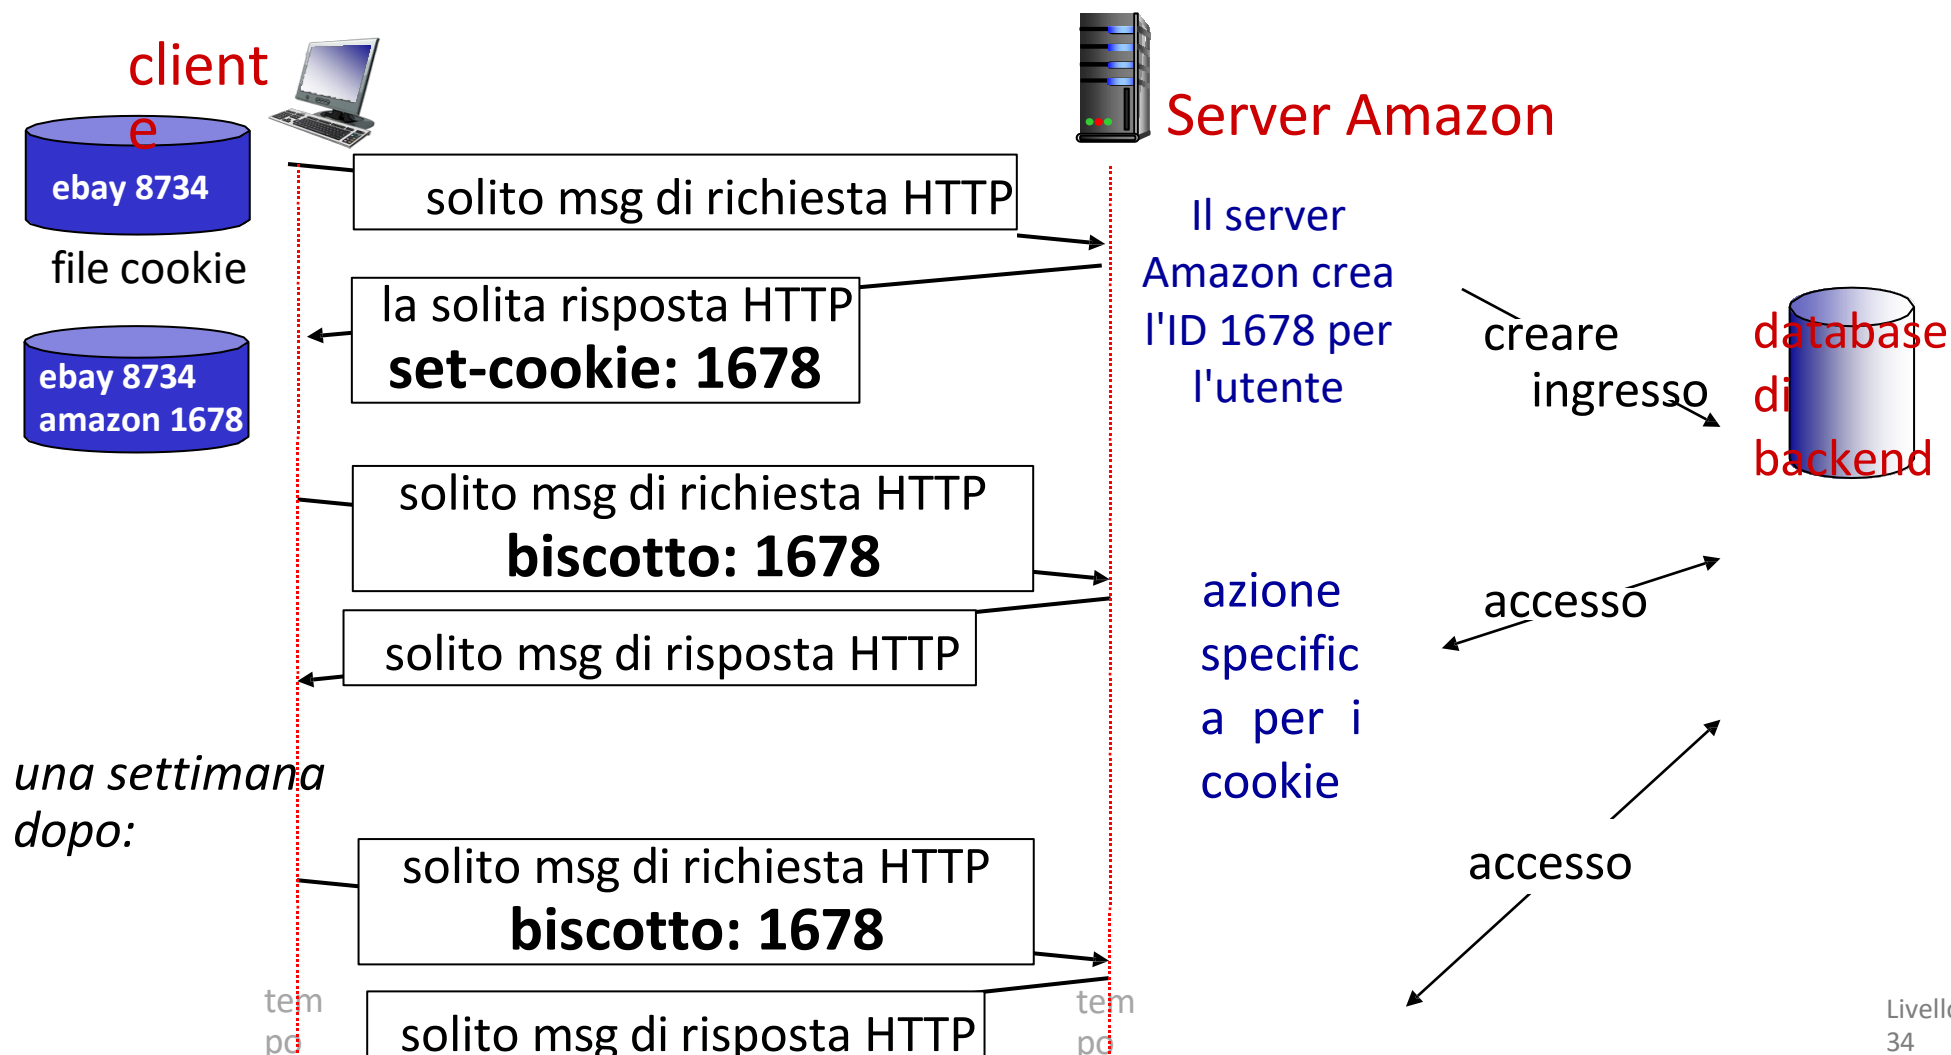 client
e
Server Amazon
ebay 8734
file cookie
solito msg di richiesta HTTP
Il server
Amazon crea
l'ID 1678 per
l'utente
la solita risposta HTTP
set-cookie: 1678
creare
ingresso
database
di
backend
ebay 8734
amazon 1678
solito msg di richiesta HTTP
biscotto: 1678
azione
specific
a per i
cookie
accesso
solito msg di risposta HTTP
una settimana
dopo:
solito msg di richiesta HTTP
biscotto: 1678
accesso
tem
po
solito msg di risposta HTTP
tem
po
Livello
34